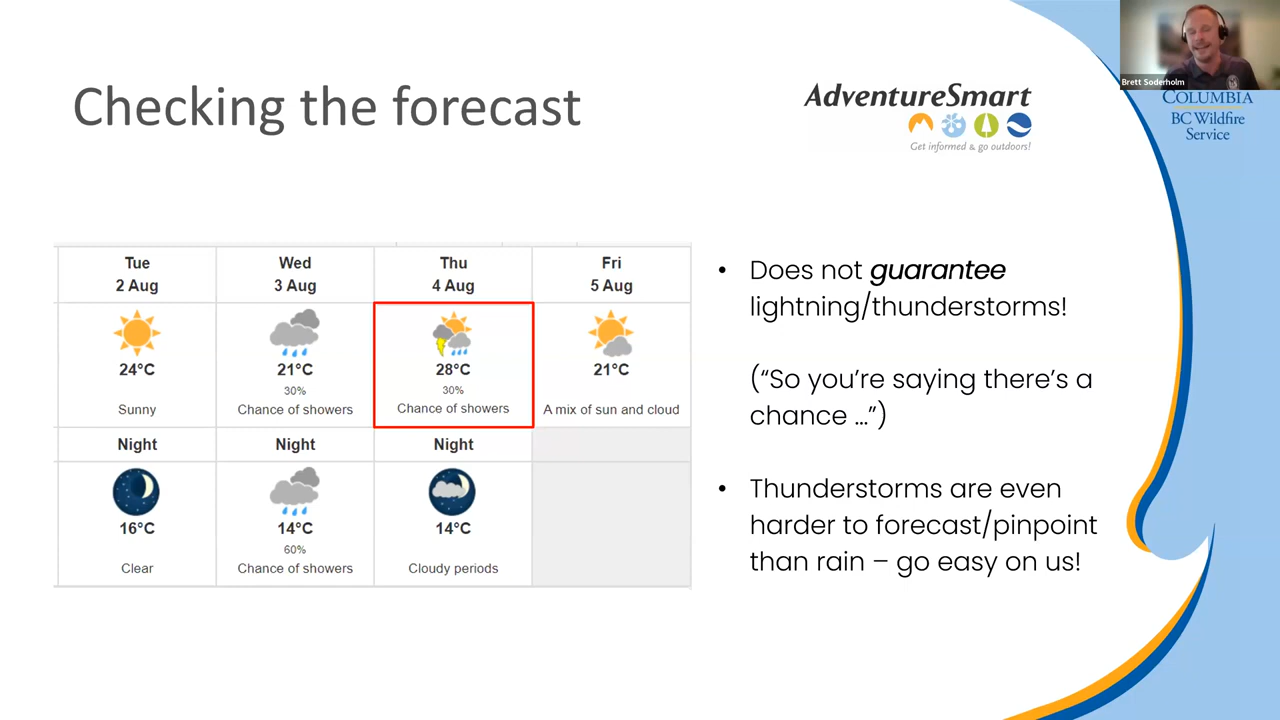 Checking the forecast
AdventureSmart
Get informed & go outdoors!
Brett Soderholm
COLUMBIA
BC Wildfire
Service
Tue
2 Aug
Wed
3 Aug
Thu
4 Aug
Fri
5 Aug
24°C
21°C
28°C
21°C
30%
30%
Sunny
Chance of showers
Chance of showers
A mix of sun and cloud
Night
Night
Night
16°C
14°C
14°C
60%
Clear
Chance of showers
Cloudy periods
• Does not guarantee
lightning/thunderstorms!
(“So you’re saying there’s a
chance ...”)
• Thunderstorms are even
harder to forecast/pinpoint
than rain – go easy on us!